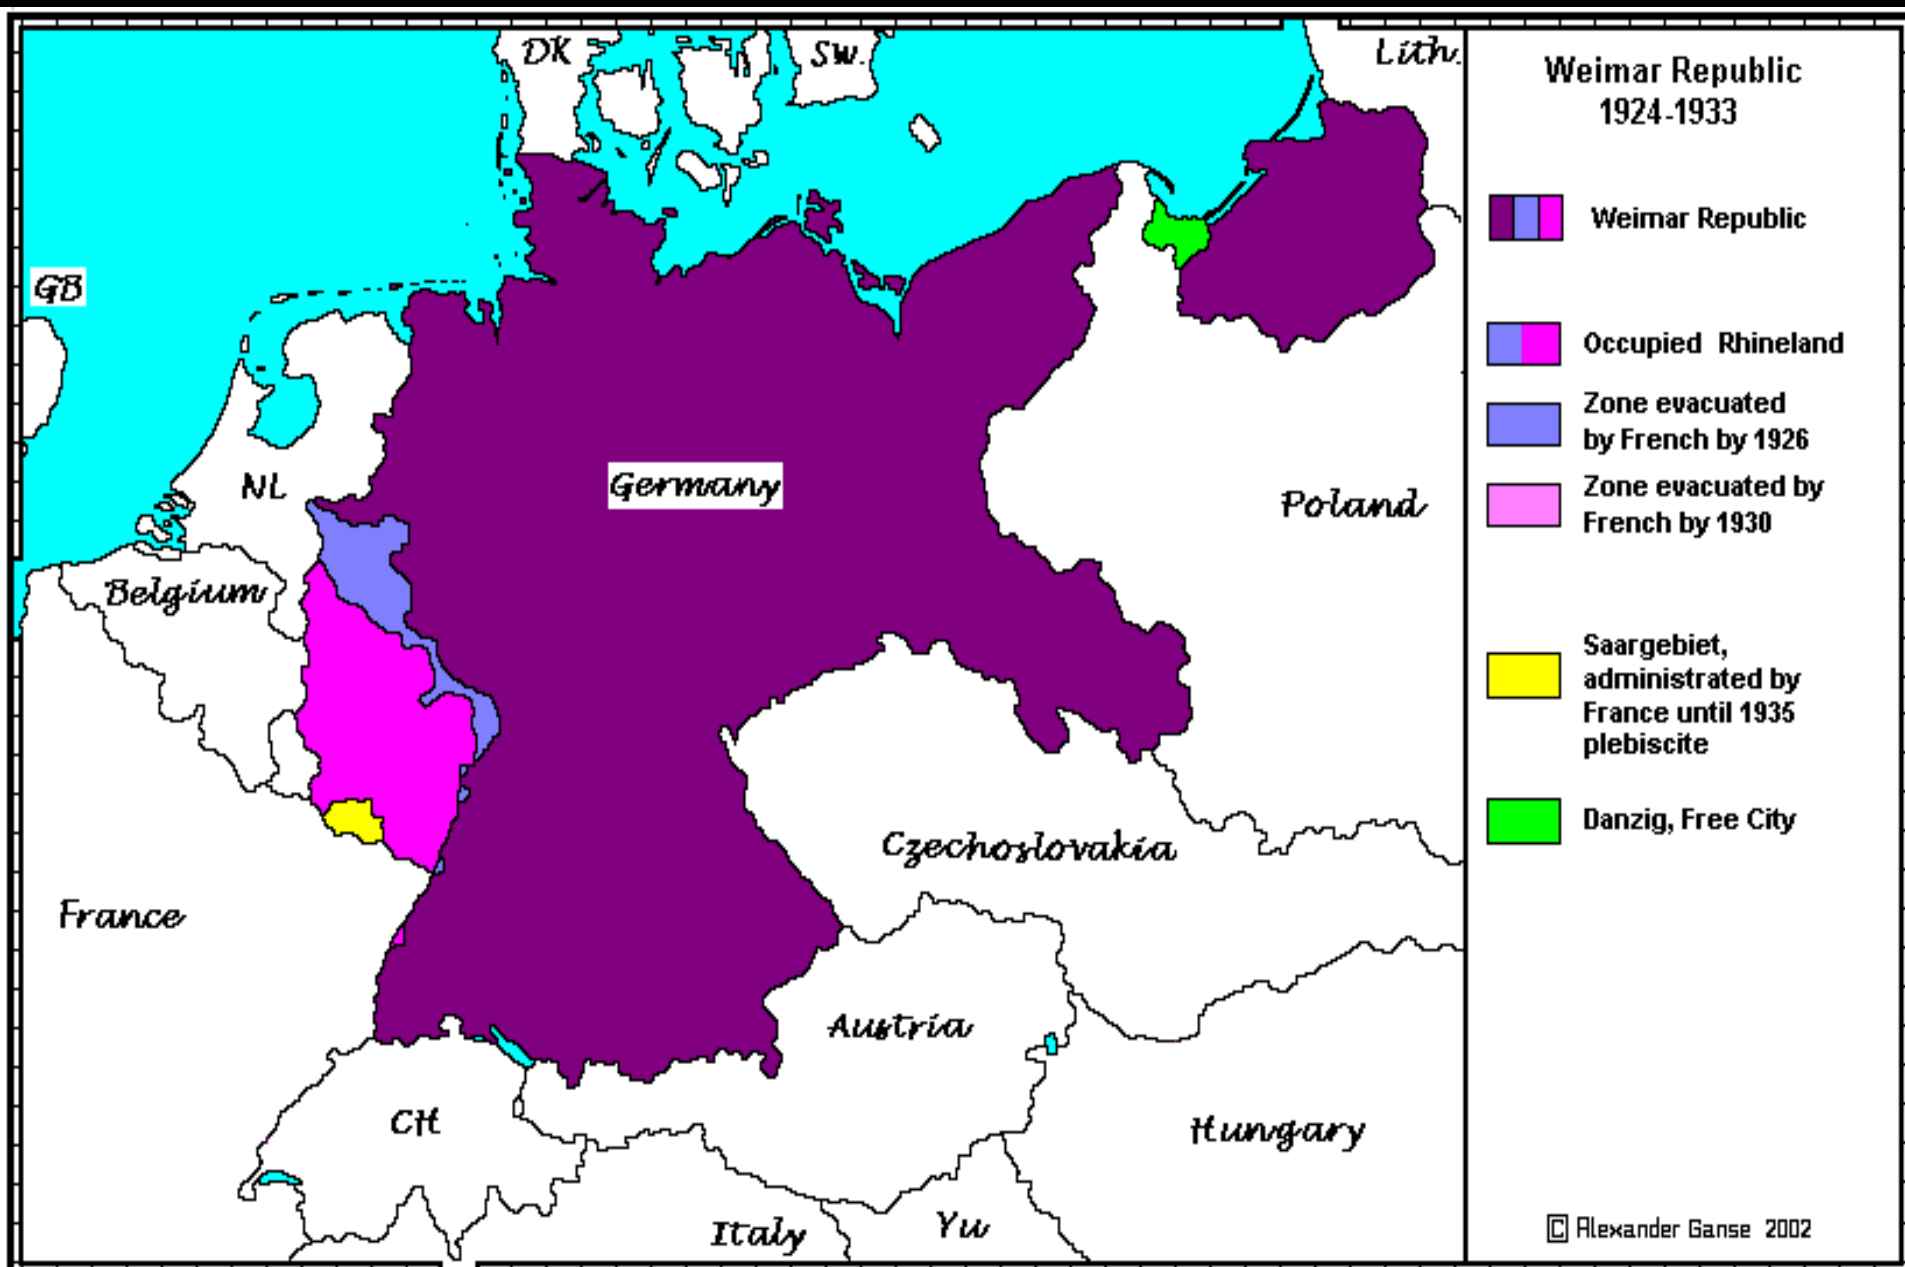 DK
Sw.
Lith.
GB
NL
Germany
Poland
Belgium
Czechoslovakia
France
Austria
CH
Hungary
Italy
Yu
Weimar Republic
1924-1933
Weimar Republic
Occupied Rhineland
Zone evacuated
by French by 1926
Zone evacuated by
French by 1930
Saargebiet,
administrated by
France until 1935
plebiscite
Danzig, Free City
C Alexander Ganse 2002